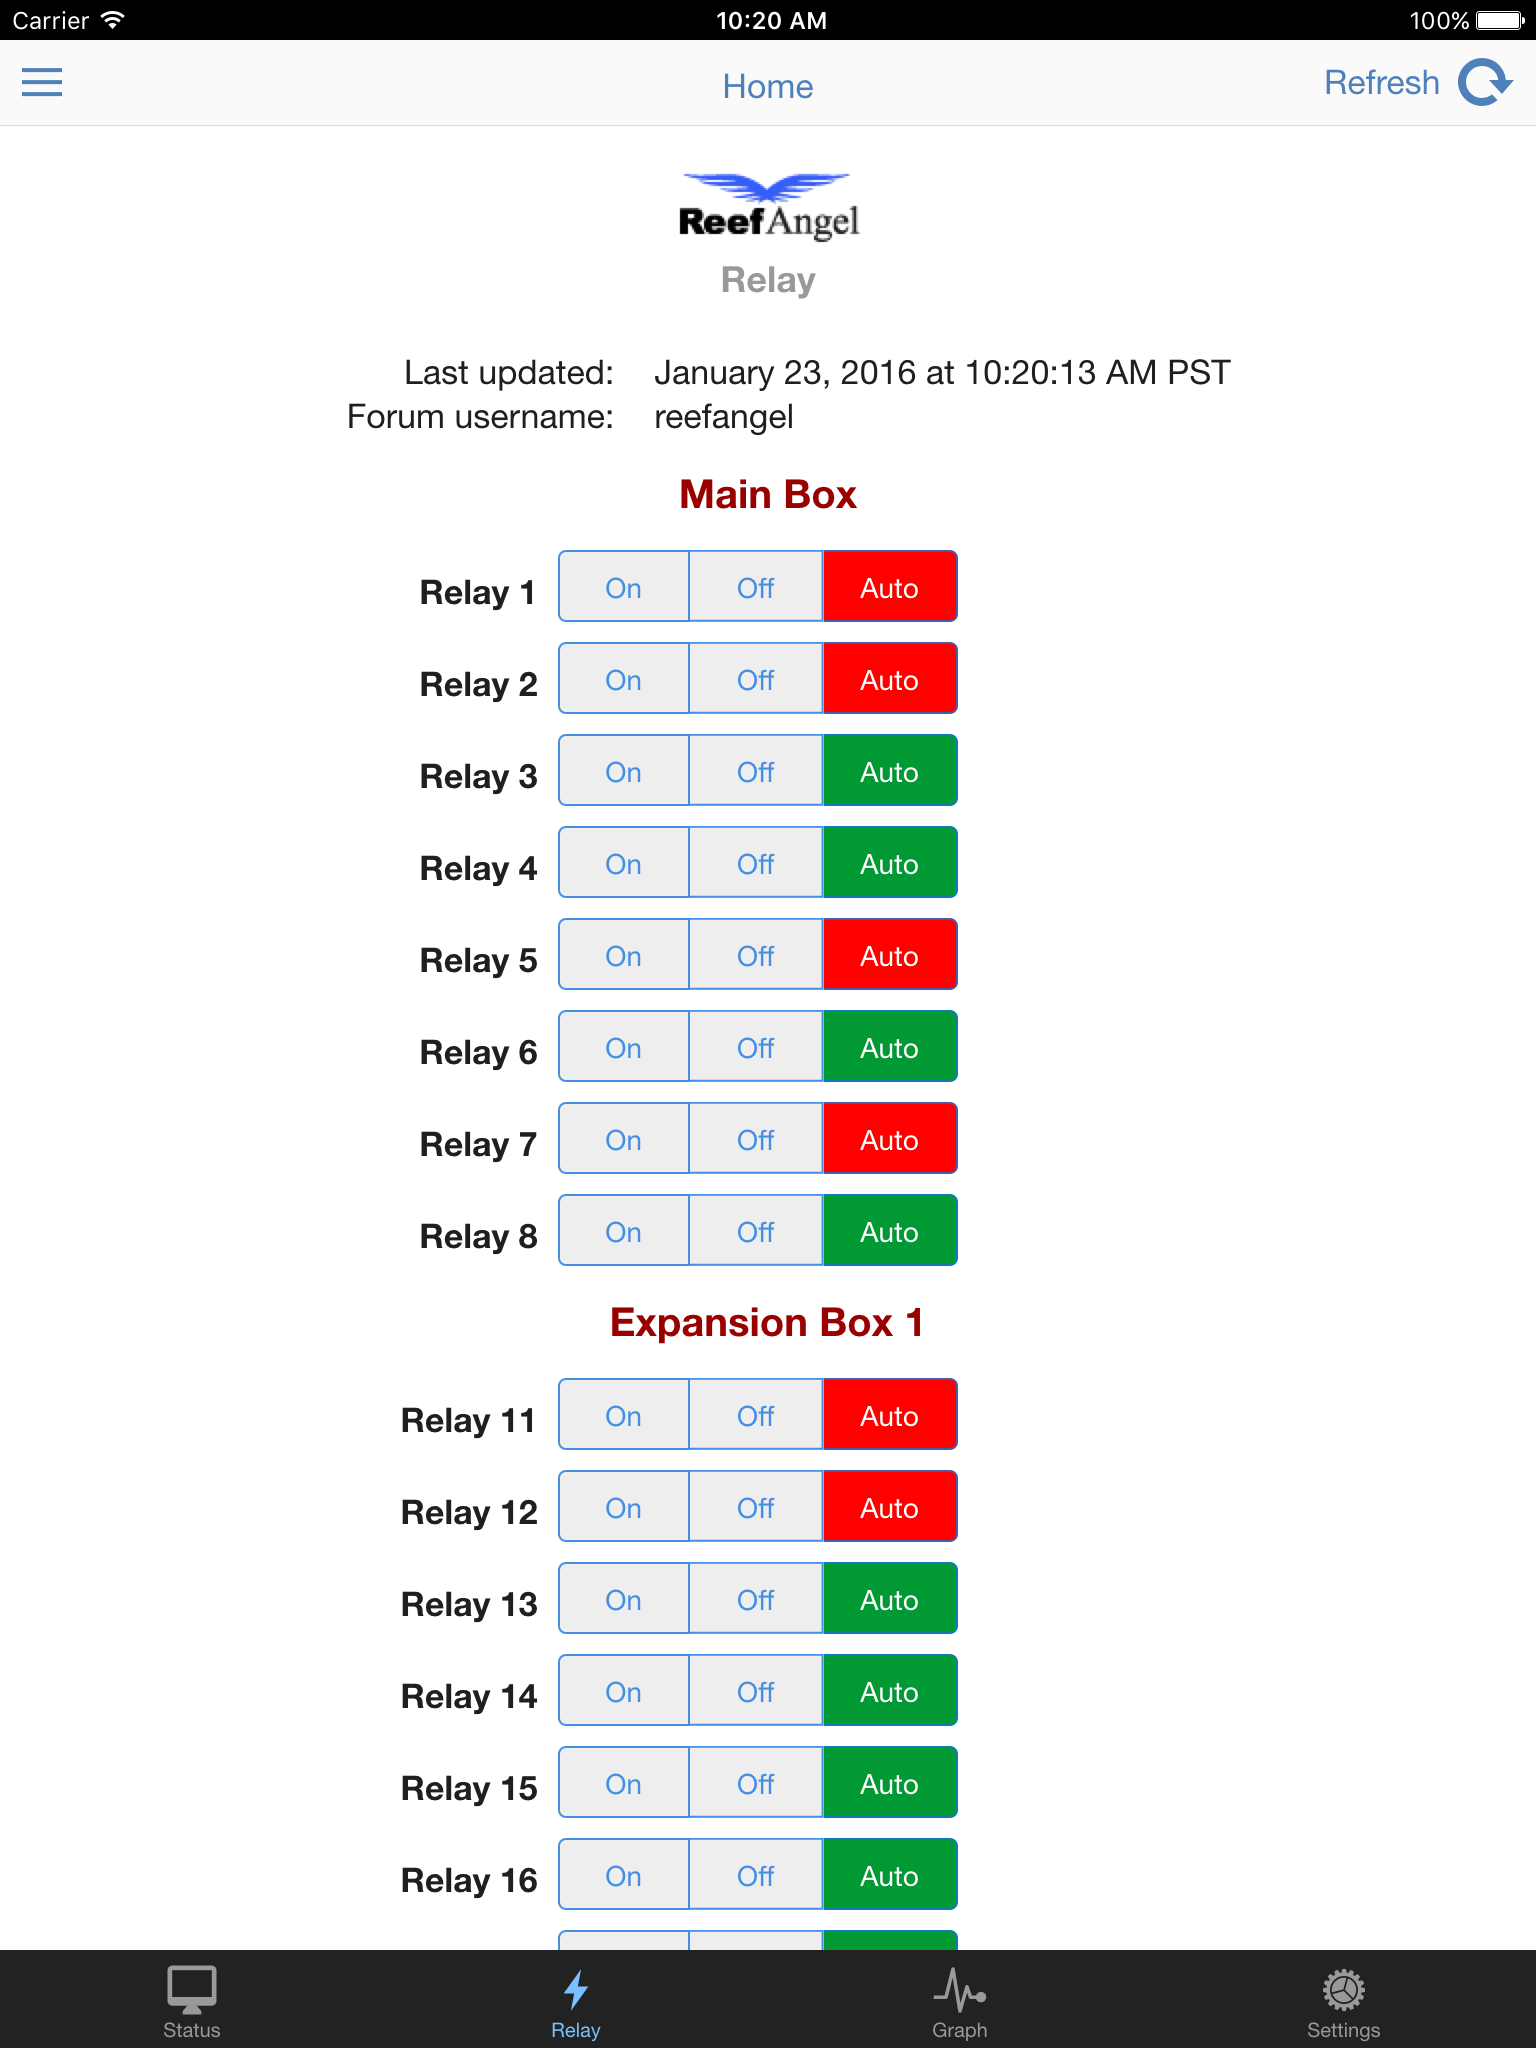 Carrier 10:20 AM 100%
Home Refresh
ReefAngel
Relay
Last updated: January 23, 2016 at 10:20:13 AM PST
Forum username: reefangel
Main Box
Relay 1 On Off Auto
Relay 2 On Off Auto
Relay 3 On Off Auto
Relay 4 On Off Auto
Relay 5 On Off Auto
Relay 6 On Off Auto
Relay 7 On Off Auto
Relay 8 On Off Auto
Expansion Box 1
Relay 11 On Off Auto
Relay 12 On Off Auto
Relay 13 On Off Auto
Relay 14 On Off Auto
Relay 15 On Off Auto
Relay 16 On Off Auto
Status Relay Graph Settings